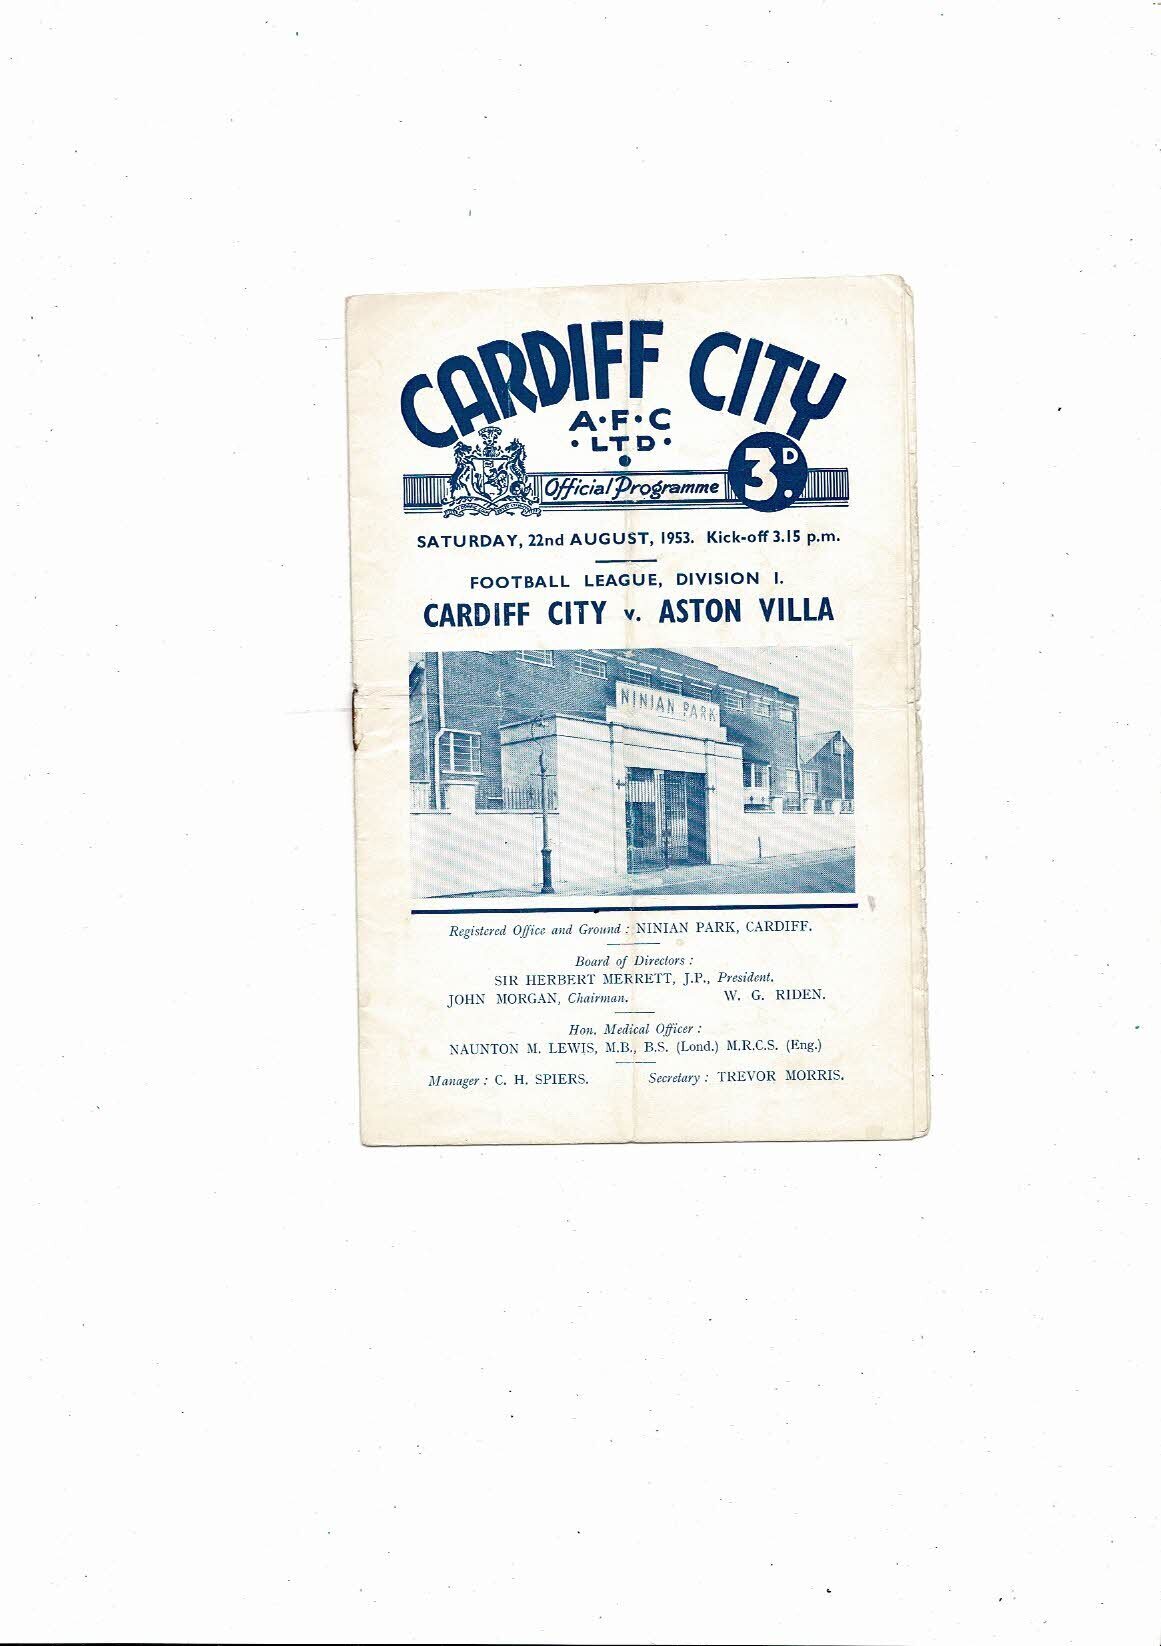 CARDIFF CITY
A·F·C
· LTD ·
Official Programme 3D.
SATURDAY, 22nd AUGUST, 1953. Kick-off 3.15 p.m.
FOOTBALL LEAGUE, DIVISION I.
CARDIFF CITY v. ASTON VILLA
NINIAN PARK
Registered Office and Ground : NINIAN PARK, CARDIFF.
Board of Directors :
SIR HERBERT MERRETT, J.P., President.
JOHN MORGAN, Chairman. W. G. RIDEN.
Hon. Medical Officer :
NAUNTON M. LEWIS, M.B., B.S. (Lond.) M.R.C.S. (Eng.)
Manager : C. H. SPIERS. Secretary : TREVOR MORRIS.